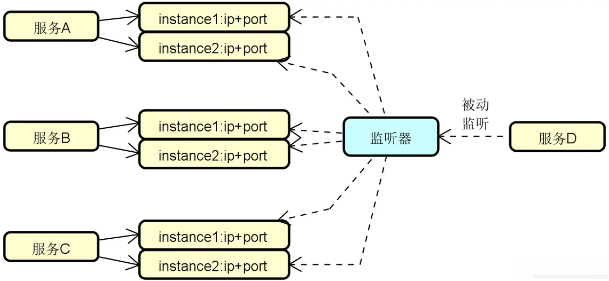 服务A
instance1:ip+port
instance2:ip+port
服务B
instance1:ip+port
instance2:ip+port
监听器
被动
监听
服务D
服务C
instance1:ip+port
instance2:ip+port